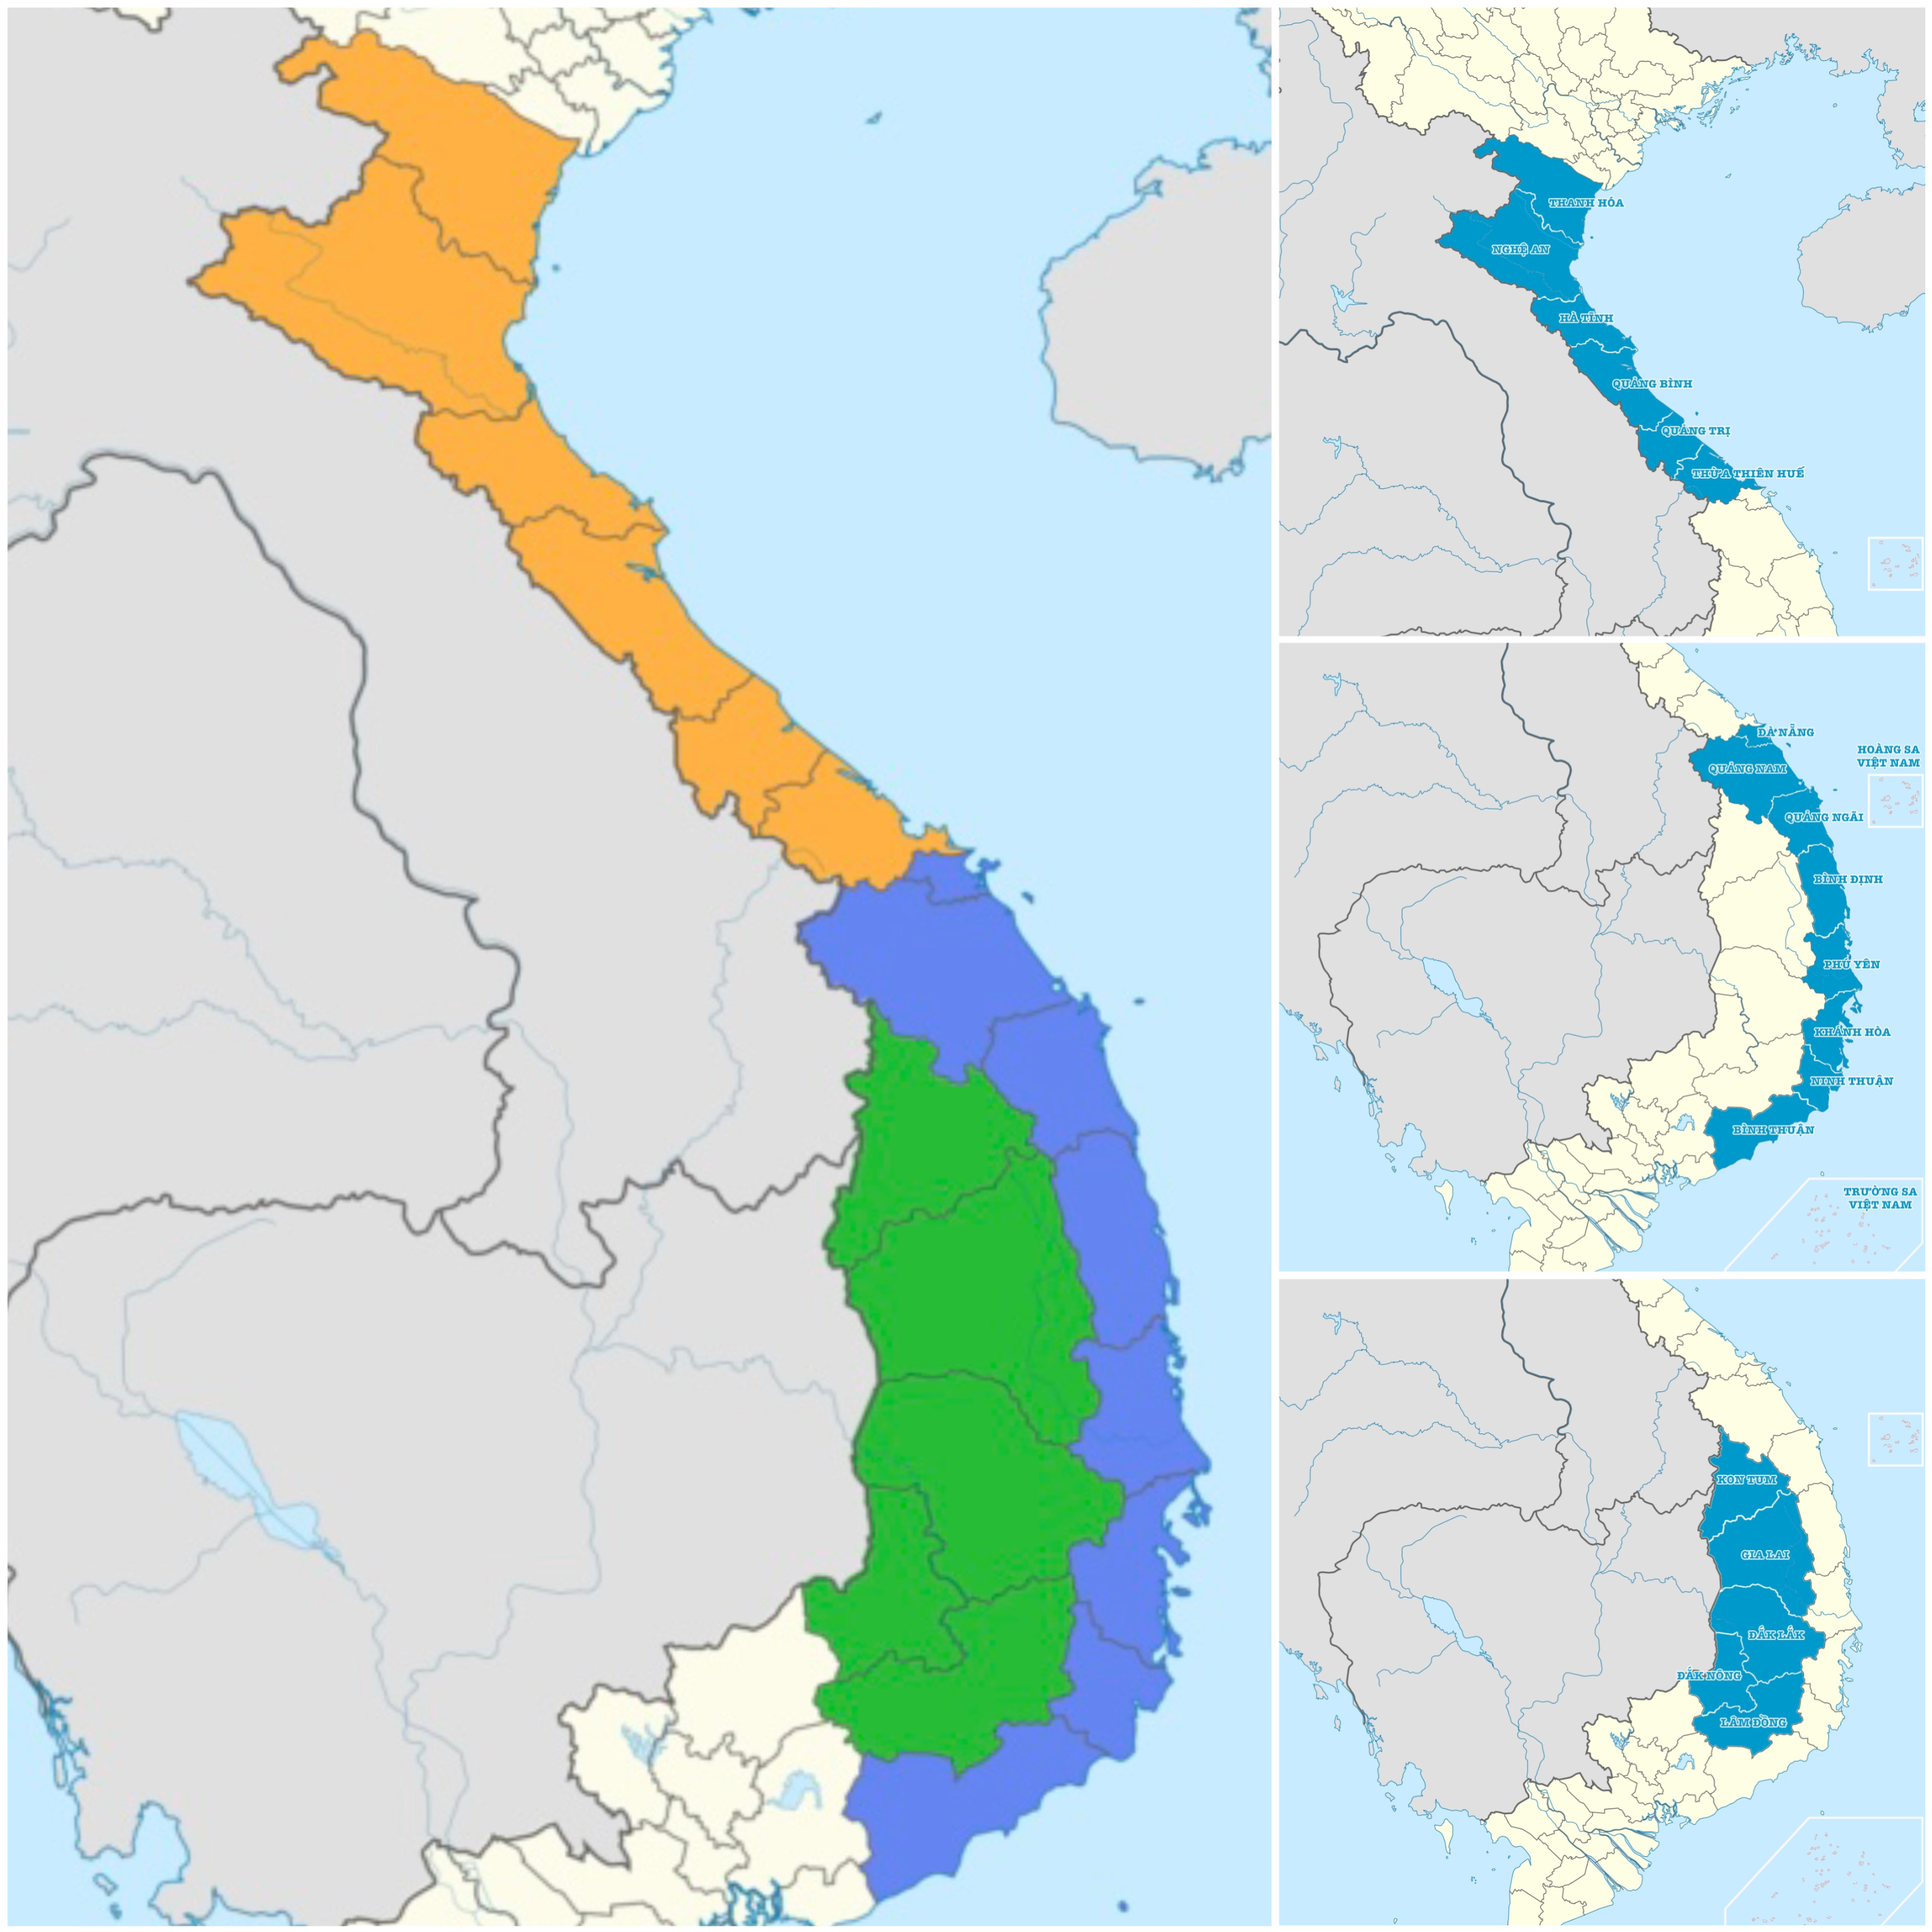 THANH HÓA
NGHỆ AN
HÀ TĨNH
QUẢNG BÌNH
QUẢNG TRỊ
THỪA THIÊN HUẾ
ĐÀ NẴNG
HOÀNG SA
VIỆT NAM
QUẢNG NAM
QUẢNG NGÃI
BÌNH ĐỊNH
PHÚ YÊN
KHÁNH HÒA
NINH THUẬN
BÌNH THUẬN
TRƯỜNG SA
VIỆT NAM
KON TUM
GIA LAI
ĐẮK LẮK
ĐẮK NÔNG
LÂM ĐỒNG